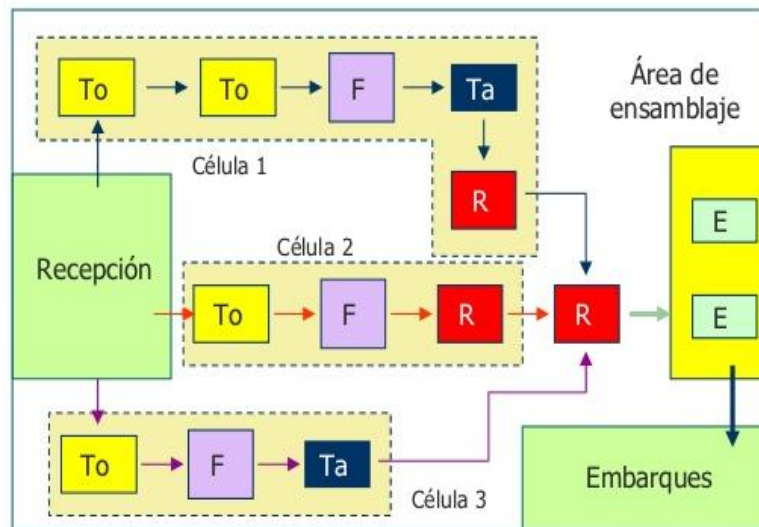 To
To
F
Ta
Área de
ensamblaje
Célula 1
R
E
Recepción
Célula 2
To
F
R
R
E
To
F
Ta
Embarques
Célula 3